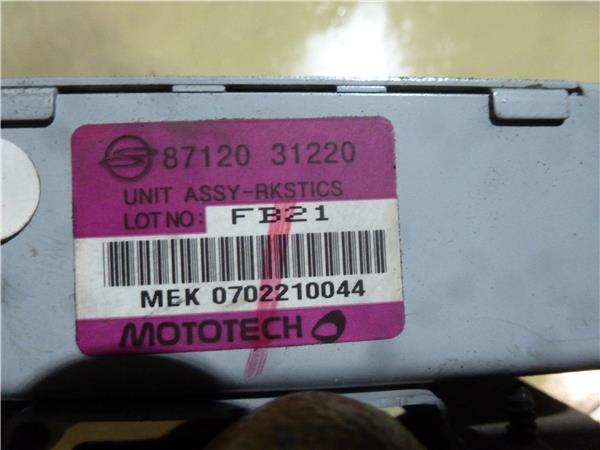 87120 31220
UNIT ASSY-RKSTICS
LOT NO: FB21
MEK 0702210044
MOTOTECH